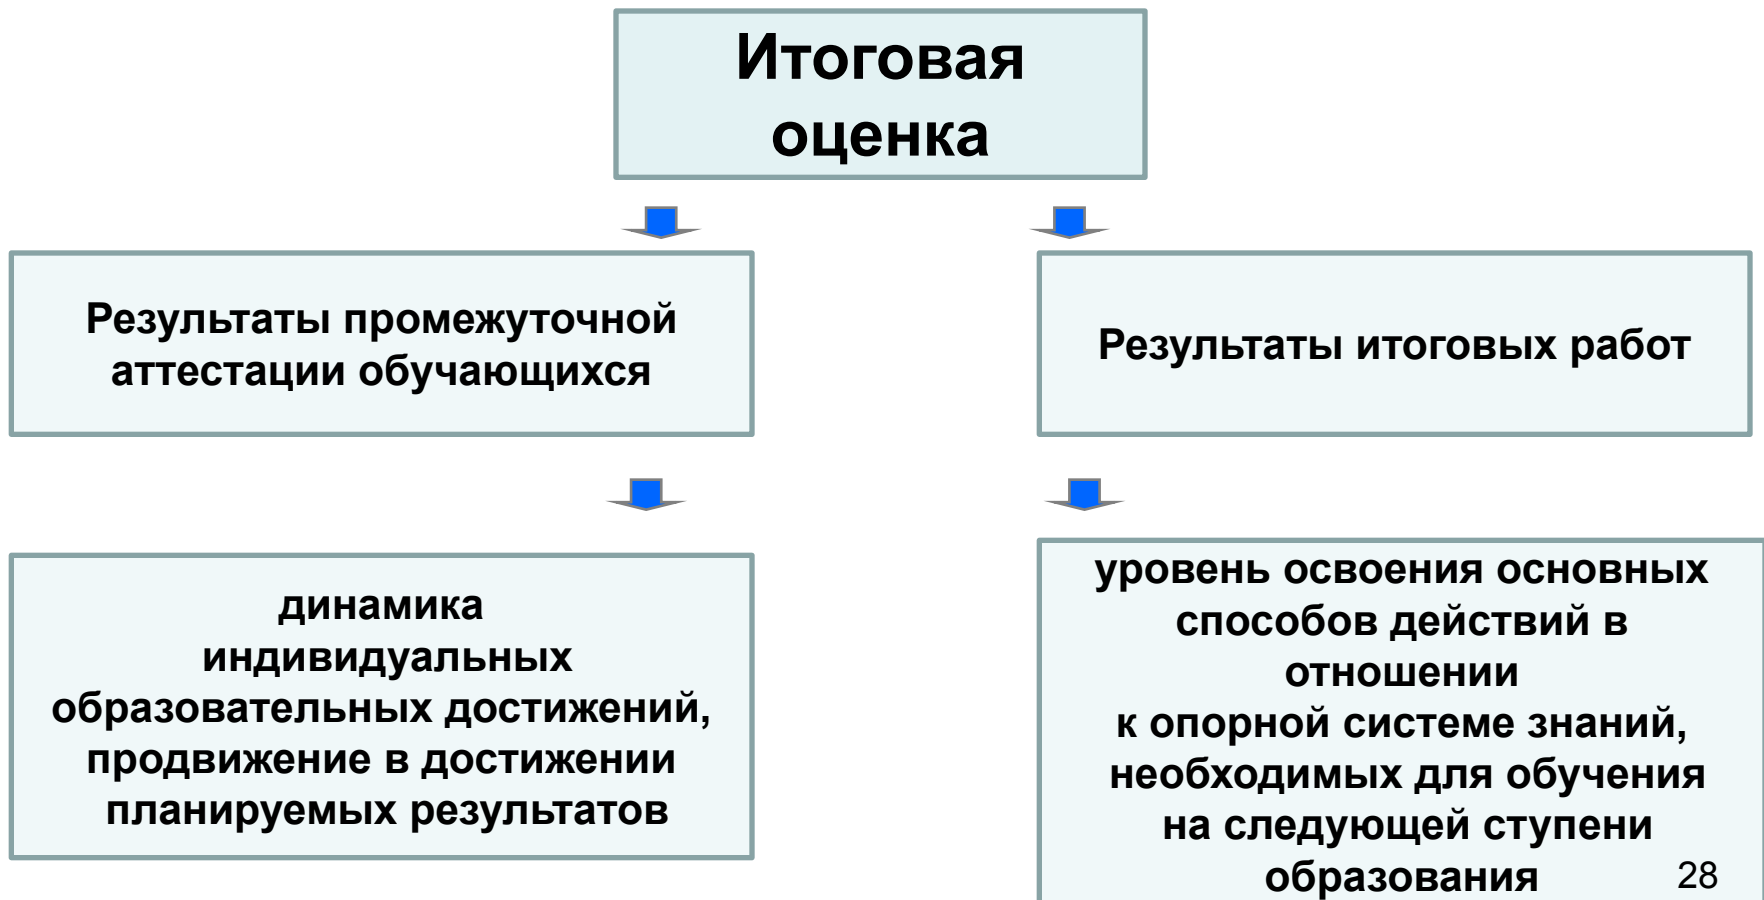 Итоговая
оценка
Результаты промежуточной
аттестации обучающихся
Результаты итоговых работ
динамика
индивидуальных
образовательных достижений,
продвижение в достижении
планируемых результатов
уровень освоения основных
способов действий в
отношении
к опорной системе знаний,
необходимых для обучения
на следующей ступени
образования
28